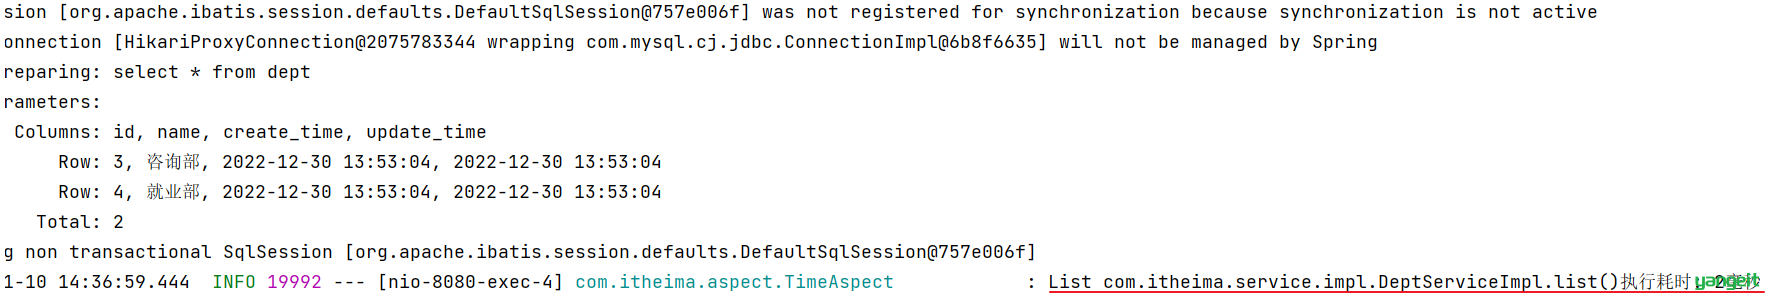 sion [org.apache.ibatis.session.defaults.DefaultSqlSession@757e006f] was not registered for synchronization because synchronization is not active
onnection [HikariProxyConnection@2075783344 wrapping com.mysql.cj.jdbc.ConnectionImpl@6b8f6635] will not be managed by Spring
reparing: select * from dept
rameters:
Columns: id, name, create_time, update_time
Row: 3, 咨询部, 2022-12-30 13:53:04, 2022-12-30 13:53:04
Row: 4, 就业部, 2022-12-30 13:53:04, 2022-12-30 13:53:04
Total: 2
g non transactional SqlSession [org.apache.ibatis.session.defaults.DefaultSqlSession@757e006f]
1-10 14:36:59.444  INFO 19992 --- [nio-8080-exec-4] com.itheima.aspect.TimeAspect : List com.itheima.service.impl.DeptServiceImpl.list()执行耗时: 2毫秒
yangeit